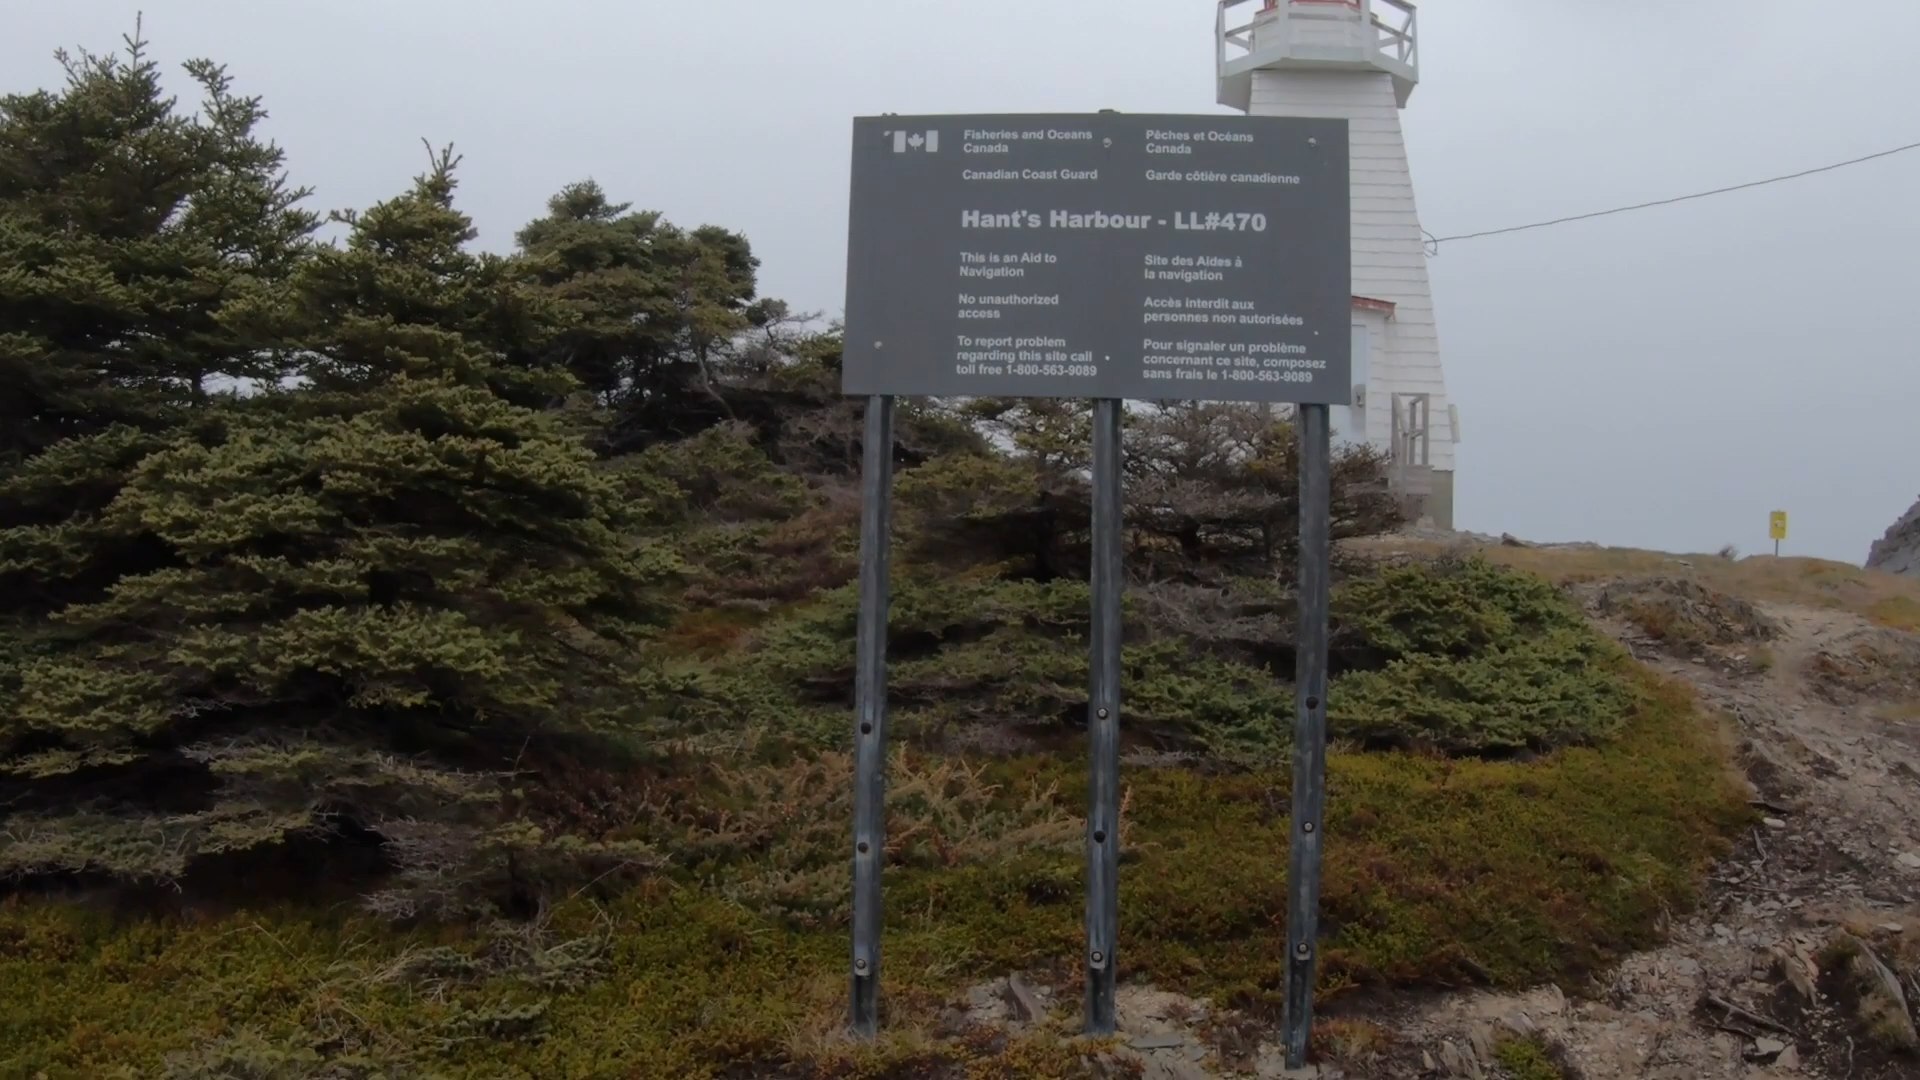 Fisheries and Oceans
Canada
Canadian Coast Guard
Pêches et Océans
Canada
Garde côtière canadienne
Hant's Harbour - LL#470
This is an Aid to
Navigation
No unauthorized
access
To report problem
regarding this site call
toll free 1-800-563-9089
Site des Aides à
la navigation
Accès interdit aux
personnes non autorisées
Pour signaler un problème
concernant ce site, composez
sans frais le 1-800-563-9089